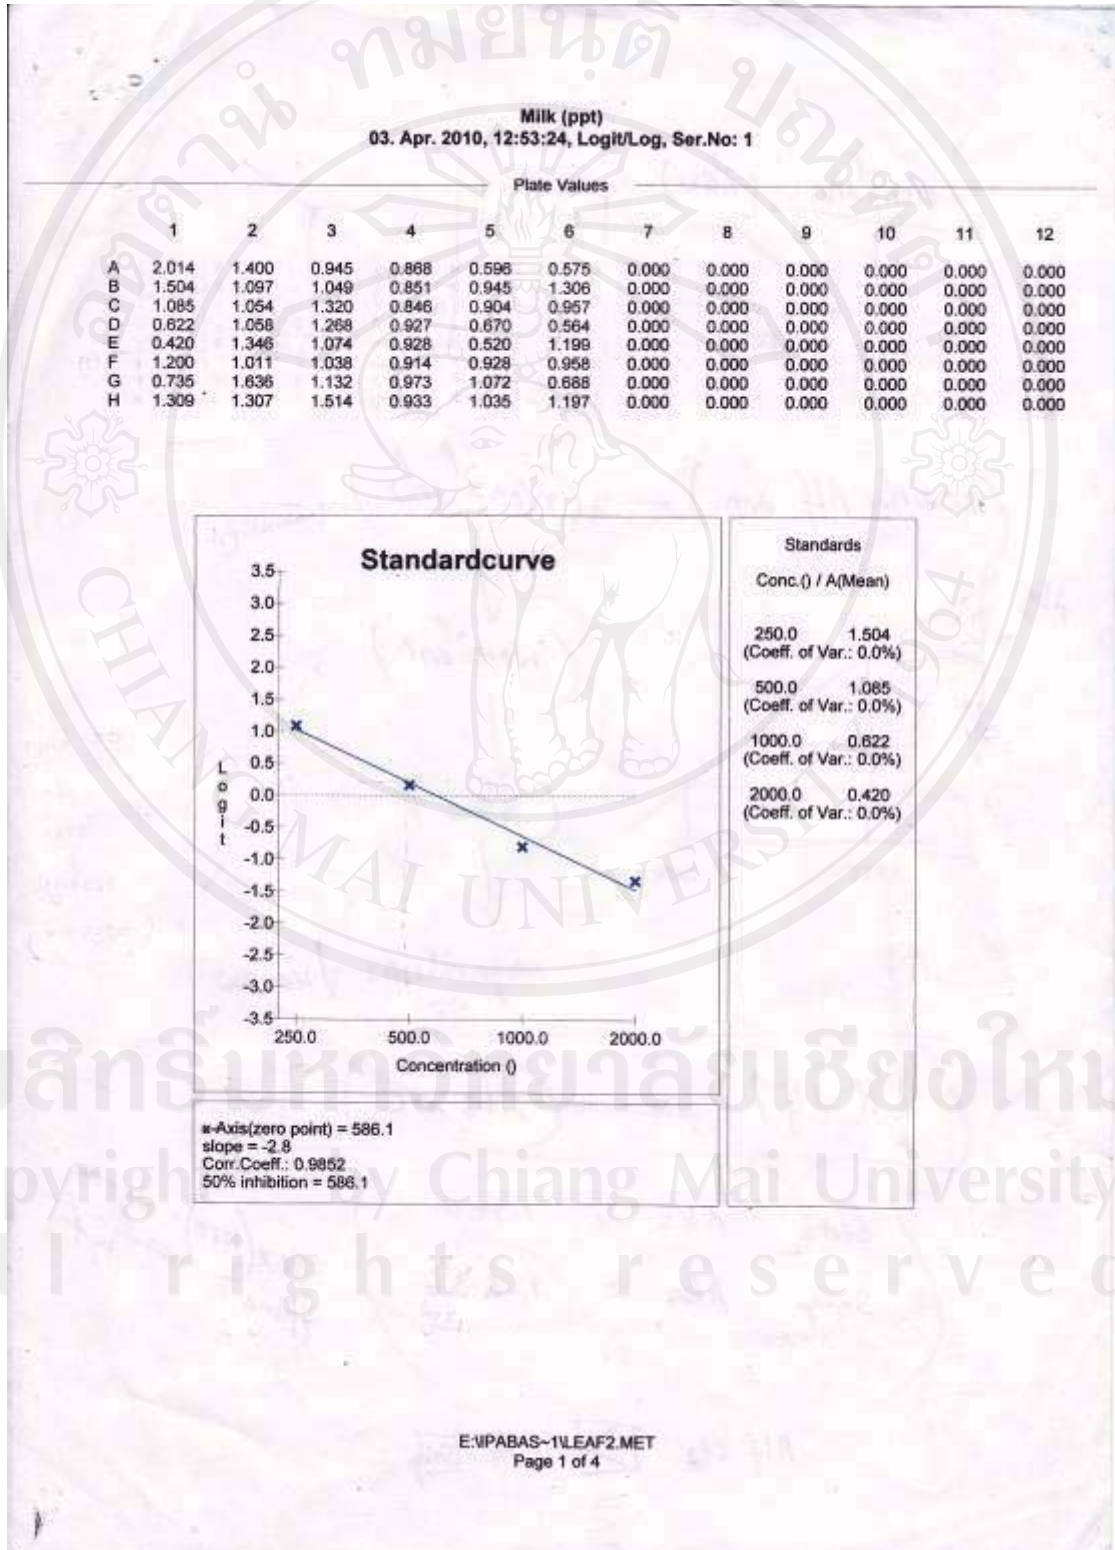 Milk (ppt)
03. Apr. 2010, 12:53:24, Logit/Log, Ser.No: 1
Plate Values
1 2 3 4 5 6 7 8 9 10 11 12
A 2.014 1.400 0.945 0.868 0.596 0.575 0.000 0.000 0.000 0.000 0.000 0.000
B 1.504 1.097 1.049 0.851 0.945 1.306 0.000 0.000 0.000 0.000 0.000 0.000
C 1.085 1.054 1.320 0.846 0.904 0.957 0.000 0.000 0.000 0.000 0.000 0.000
D 0.622 1.058 1.268 0.927 0.670 0.564 0.000 0.000 0.000 0.000 0.000 0.000
E 0.420 1.346 1.074 0.928 0.520 1.199 0.000 0.000 0.000 0.000 0.000 0.000
F 1.200 1.011 1.038 0.914 0.928 0.958 0.000 0.000 0.000 0.000 0.000 0.000
G 0.735 1.636 1.132 0.973 1.072 0.688 0.000 0.000 0.000 0.000 0.000 0.000
H 1.309 1.307 1.514 0.933 1.035 1.197 0.000 0.000 0.000 0.000 0.000 0.000
Standardcurve
3.5
3.0
2.5
2.0
1.5
1.0
0.5
0.0
-0.5
-1.0
-1.5
-2.0
-2.5
-3.0
-3.5
Logit
250.0 500.0 1000.0 2000.0
Concentration ()
Standards
Conc.() / A(Mean)
250.0 1.504
(Coeff. of Var.: 0.0%)
500.0 1.085
(Coeff. of Var.: 0.0%)
1000.0 0.622
(Coeff. of Var.: 0.0%)
2000.0 0.420
(Coeff. of Var.: 0.0%)
x-Axis(zero point) = 586.1
slope = -2.8
Corr.Coeff.: 0.9852
50% inhibition = 586.1
CHIANG MAI UNIVERSITY 1964
by Chiang Mai University
rights reserved
E:\IPABAS~1\LEAF2.MET
Page 1 of 4